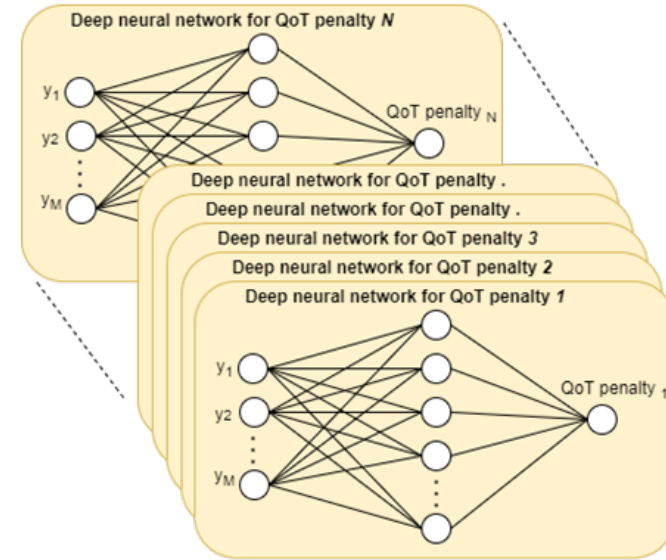 Deep neural network for QoT penalty N
y1
y2
yM
QoT penalty N
Deep neural network for QoT penalty .
Deep neural network for QoT penalty .
Deep neural network for QoT penalty 3
Deep neural network for QoT penalty 2
Deep neural network for QoT penalty 1
y1
y2
yM
QoT penalty 1